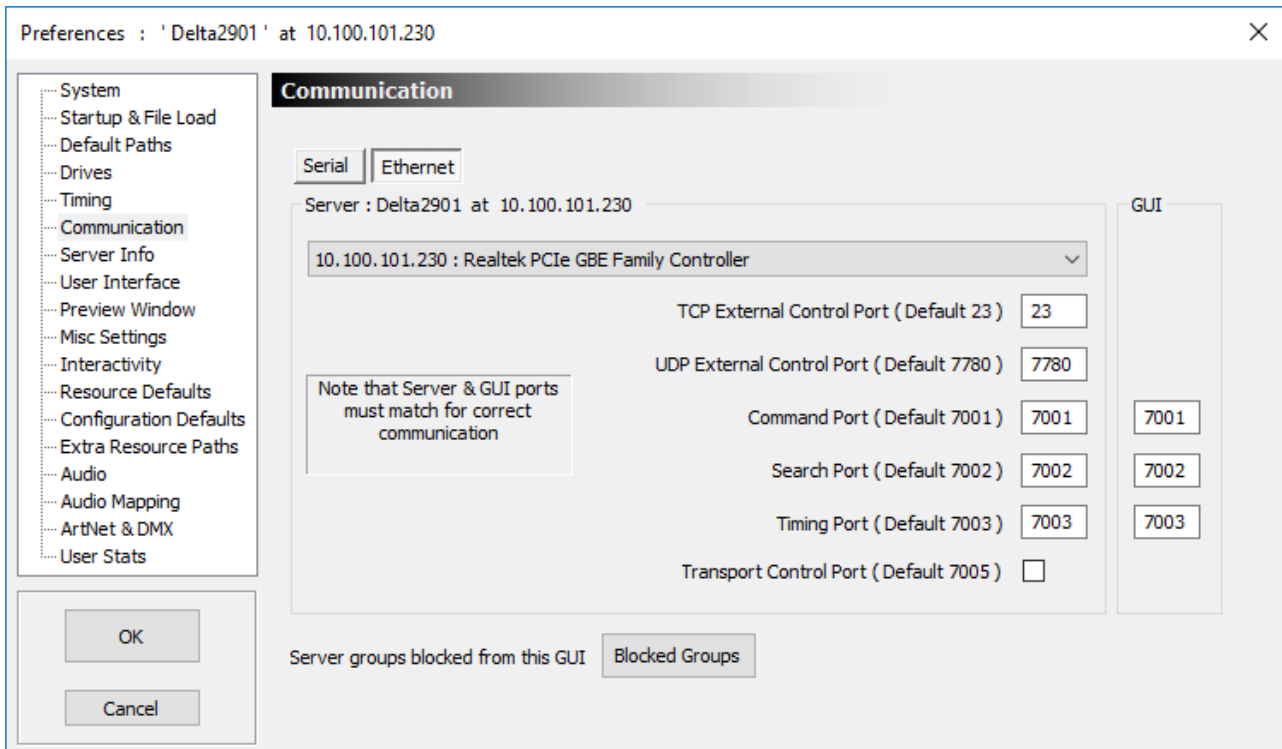 Preferences : 'Delta2901' at 10.100.101.230
System
Startup & File Load
Default Paths
Drives
Timing
Communication
Server Info
User Interface
Preview Window
Misc Settings
Interactivity
Resource Defaults
Configuration Defaults
Extra Resource Paths
Audio
Audio Mapping
ArtNet & DMX
User Stats
OK
Cancel
Communication
Serial
Ethernet
Server : Delta2901 at 10.100.101.230
GUI
10.100.101.230 : Realtek PCIe GBE Family Controller
TCP External Control Port ( Default 23 ) 23
UDP External Control Port ( Default 7780 ) 7780
Note that Server & GUI ports
must match for correct
communication
Command Port ( Default 7001 ) 7001 7001
Search Port ( Default 7002 ) 7002 7002
Timing Port ( Default 7003 ) 7003 7003
Transport Control Port ( Default 7005 )
Server groups blocked from this GUI Blocked Groups